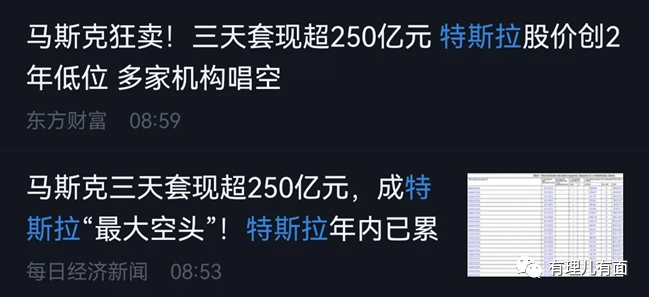 马斯克狂卖！三天套现超250亿元 特斯拉股价创2
年低位 多家机构唱空
东方财富 08:59
马斯克三天套现超250亿元，成特
斯拉“最大空头”！特斯拉年内已累
每日经济新闻 08:53
有理儿有面